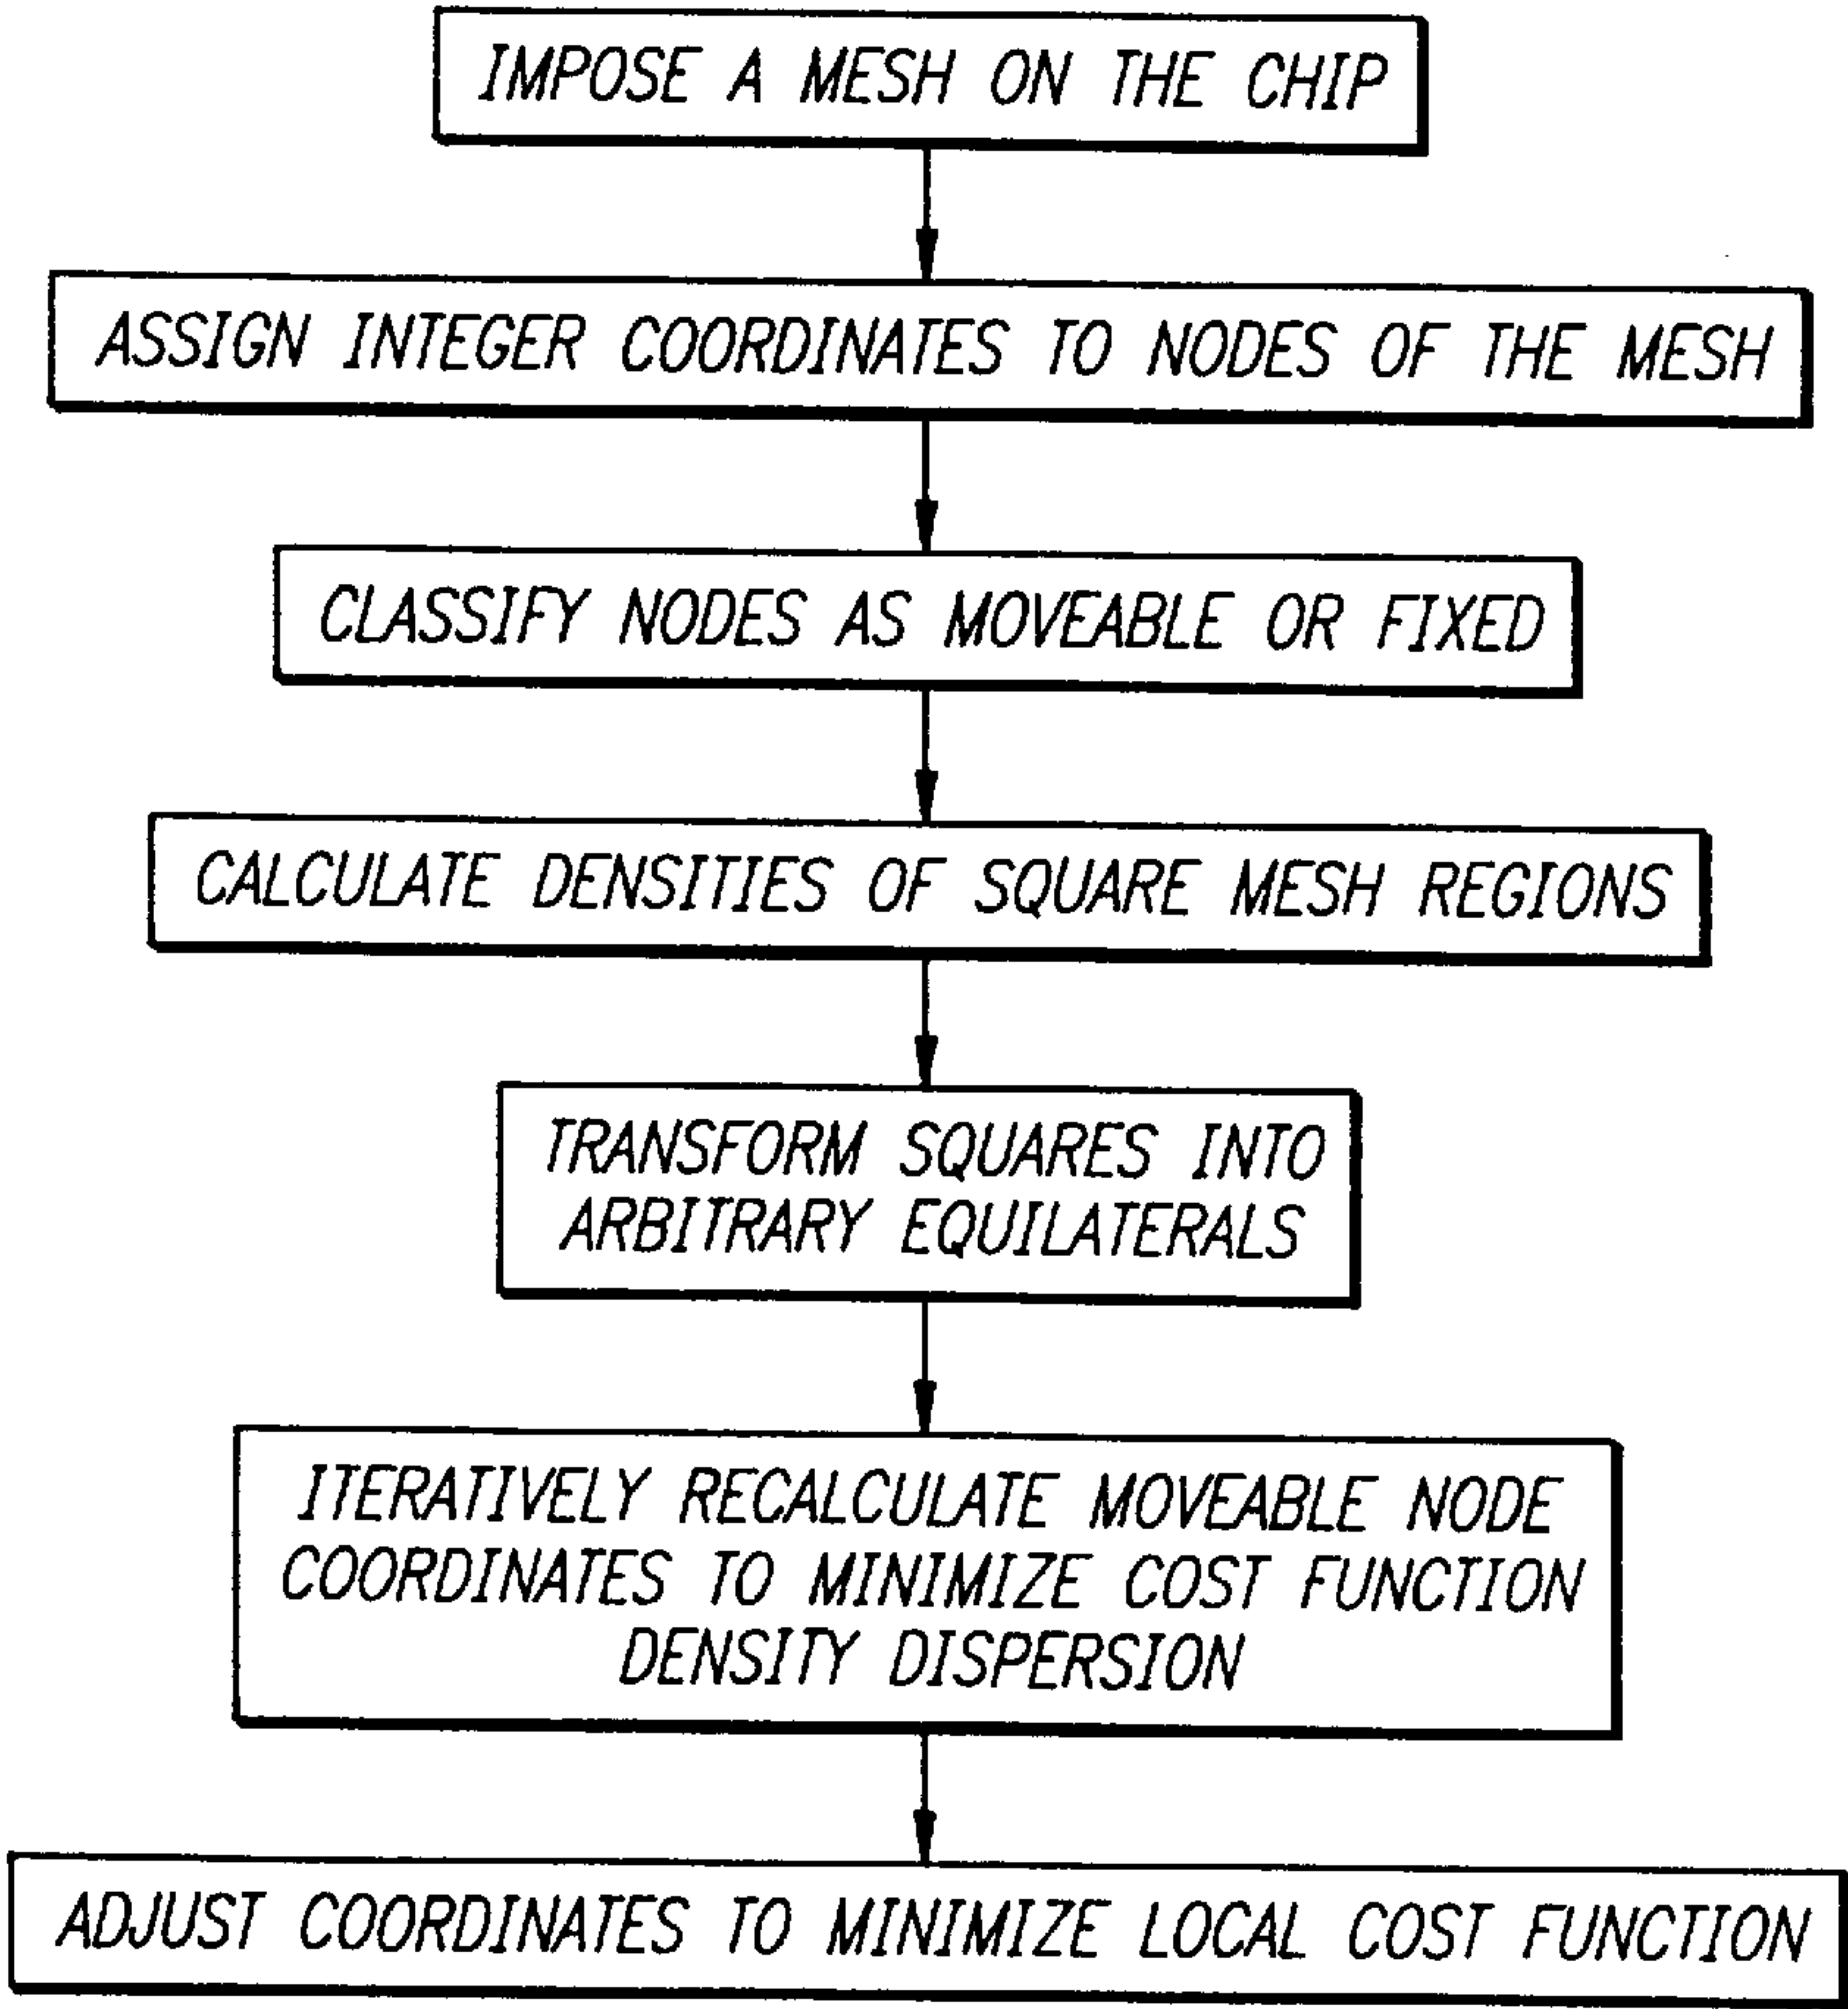 IMPOSE A MESH ON THE CHIP
ASSIGN INTEGER COORDINATES TO NODES OF THE MESH
CLASSIFY NODES AS MOVEABLE OR FIXED
CALCULATE DENSITIES OF SQUARE MESH REGIONS
TRANSFORM SQUARES INTO
ARBITRARY EQUILATERALS
ITERATIVELY RECALCULATE MOVEABLE NODE
COORDINATES TO MINIMIZE COST FUNCTION
DENSITY DISPERSION
ADJUST COORDINATES TO MINIMIZE LOCAL COST FUNCTION